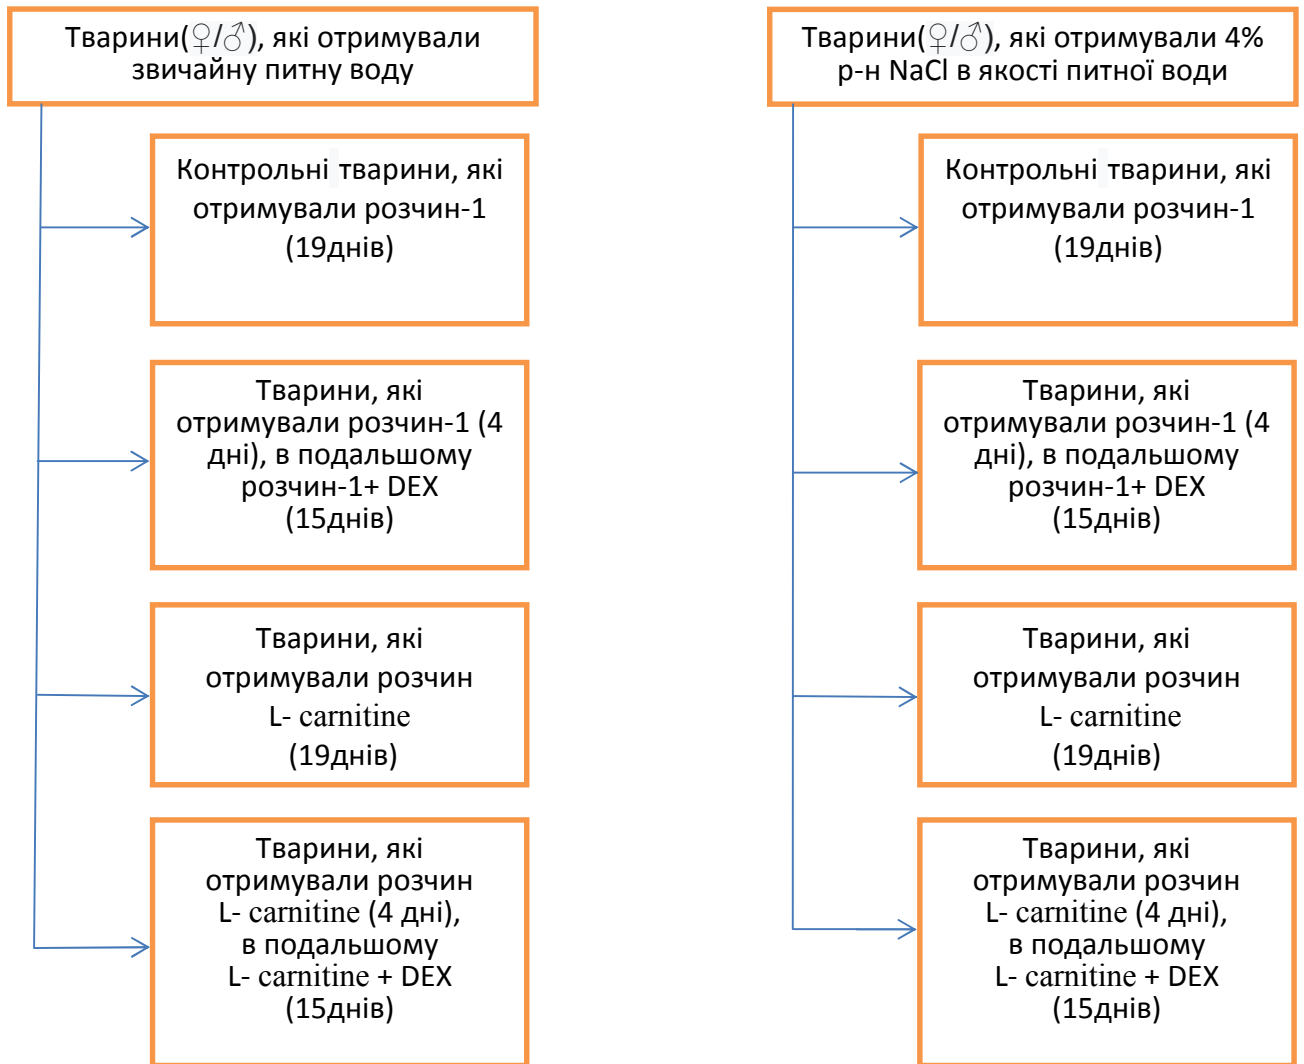 Тварини(♀/♂), які отримували
звичайну питну воду
Контрольні тварини, які
отримували розчин-1
(19днів)
Тварини, які
отримували розчин-1 (4
дні), в подальшому
розчин-1+ DEX
(15днів)
Тварини, які
отримували розчин
L- carnitine
(19днів)
Тварини, які
отримували розчин
L- carnitine (4 дні),
в подальшому
L- carnitine + DEX
(15днів)
Тварини(♀/♂), які отримували 4%
р-н NaCl в якості питної води
Контрольні тварини, які
отримували розчин-1
(19днів)
Тварини, які
отримували розчин-1 (4
дні), в подальшому
розчин-1+ DEX
(15днів)
Тварини, які
отримували розчин
L- carnitine
(19днів)
Тварини, які
отримували розчин
L- carnitine (4 дні),
в подальшому
L- carnitine + DEX
(15днів)